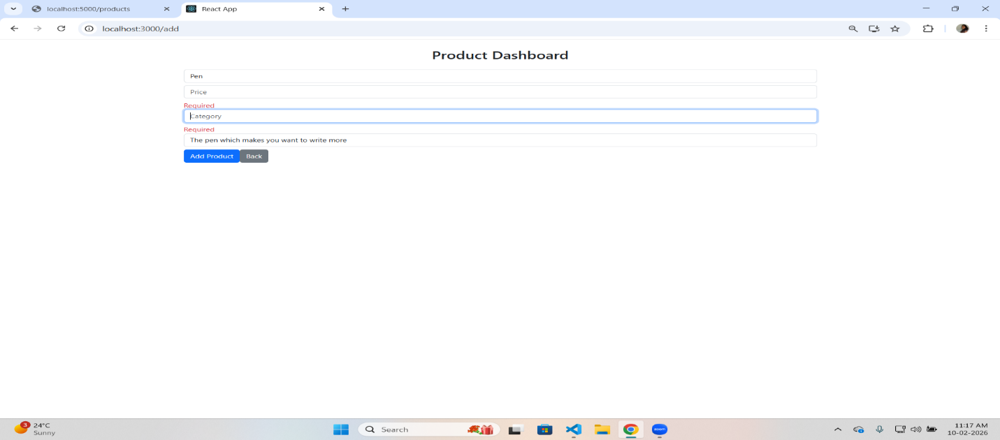 localhost:5000/products
React App
localhost:3000/add
Product Dashboard
Pen
Price
Required
Category
Required
The pen which makes you want to write more
Add Product Back
3
24°C
Sunny
Search
zoom
11:17 AM
10-02-2026